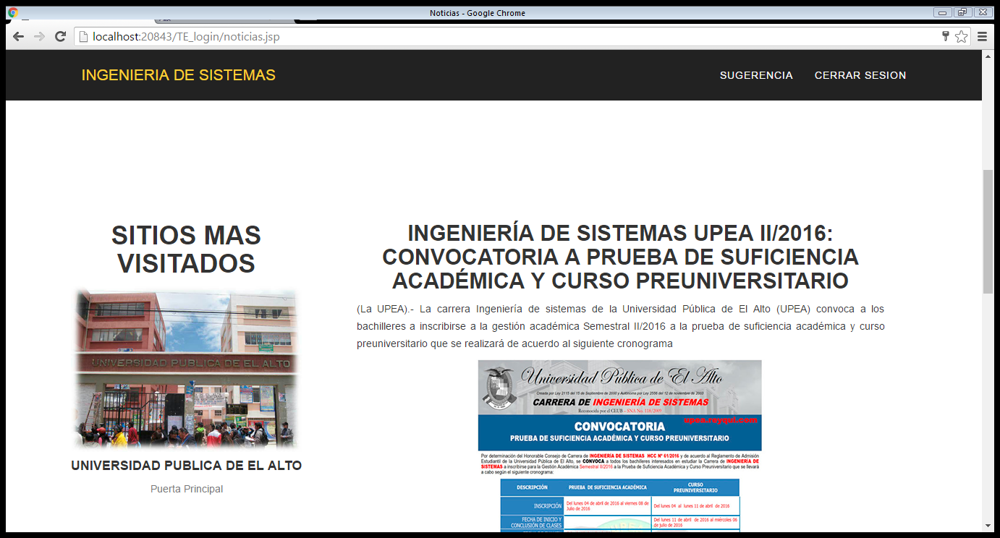 Noticias - Google Chrome
localhost:20843/TE_login/noticias.jsp
INGENIERIA DE SISTEMAS
SUGERENCIA
CERRAR SESION
SITIOS MAS
VISITADOS
UNIVERSIDAD PUBLICA DE EL ALTO
UNIVERSIDAD PUBLICA DE EL ALTO
Puerta Principal
INGENIERÍA DE SISTEMAS UPEA II/2016:
CONVOCATORIA A PRUEBA DE SUFICIENCIA
ACADÉMICA Y CURSO PREUNIVERSITARIO
(La UPEA).- La carrera Ingeniería de sistemas de la Universidad Pública de El Alto (UPEA) convoca a los
bachilleres a inscribirse a la gestión académica Semestral II/2016 a la prueba de suficiencia académica y curso
preuniversitario que se realizará de acuerdo al siguiente cronograma
Universidad Pública de El Alto
Creada por Ley 2115 del 15 de Septiembre de 2000 y Autónoma por Ley 2556 del 12 de noviembre de 2003
CARRERA DE INGENIERÍA DE SISTEMAS
Reconocida por el CEUB - SNA No. 118/2009
upea.reyqui.com
CONVOCATORIA
PRUEBA DE SUFICIENCIA ACADÉMICA Y CURSO PREUNIVERSITARIO
Por determinación del Honorable Consejo de Carrera de INGENIERÍA DE SISTEMAS HCC Nº 61/2016 y de acuerdo al Reglamento de Admisión
Estudiantil de la Universidad Pública de El Alto, se CONVOCA a todos los bachilleres interesados en estudiar la Carrera de INGENIERÍA DE
SISTEMAS a inscribirse para la Gestión Académica Semestral II/2016 a la Prueba de Suficiencia Académica y Curso Preuniversitario que se llevará
a cabo según el siguiente cronograma:
DESCRIPCIÓN
PRUEBA DE SUFICIENCIA ACADÉMICA
CURSO
PREUNIVERSITARIO
INSCRIPCIÓN
Del lunes 04 de abril de 2016 al viernes 08 de
Julio de 2016
Del lunes 04 al lunes 11 abril de 2016
FECHA DE INICIO Y
CONCLUSIÓN DE CLASES
Del lunes 11 de abril de 2016 al miércoles 06
de julio de 2016